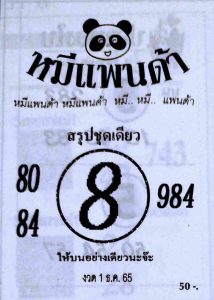 หมีแพนด้า
หมีแพนด้า หมีแพนด้า หมี.. หมี.. แพนด้า
สรุปชุดเดียว
80 8 984
84
ให้บนอย่างเดียวนะจ๊ะ
งวด 1 ธ.ค. 65
50 -.